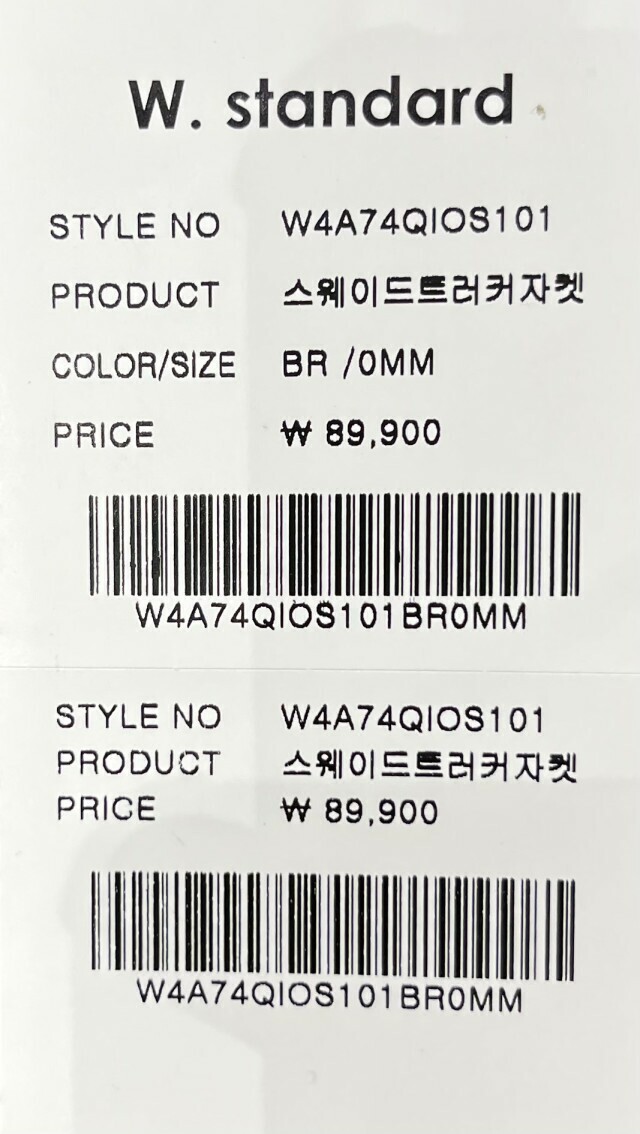 W. standard
STYLE NO W4A74QIOS101
PRODUCT 스웨이드트러커자켓
COLOR/SIZE BR /0MM
PRICE ₩ 89,900
W4A74QIOS101BR0MM
STYLE NO W4A74QIOS101
PRODUCT 스웨이드트러커자켓
PRICE ₩ 89,900
W4A74QIOS101BR0MM